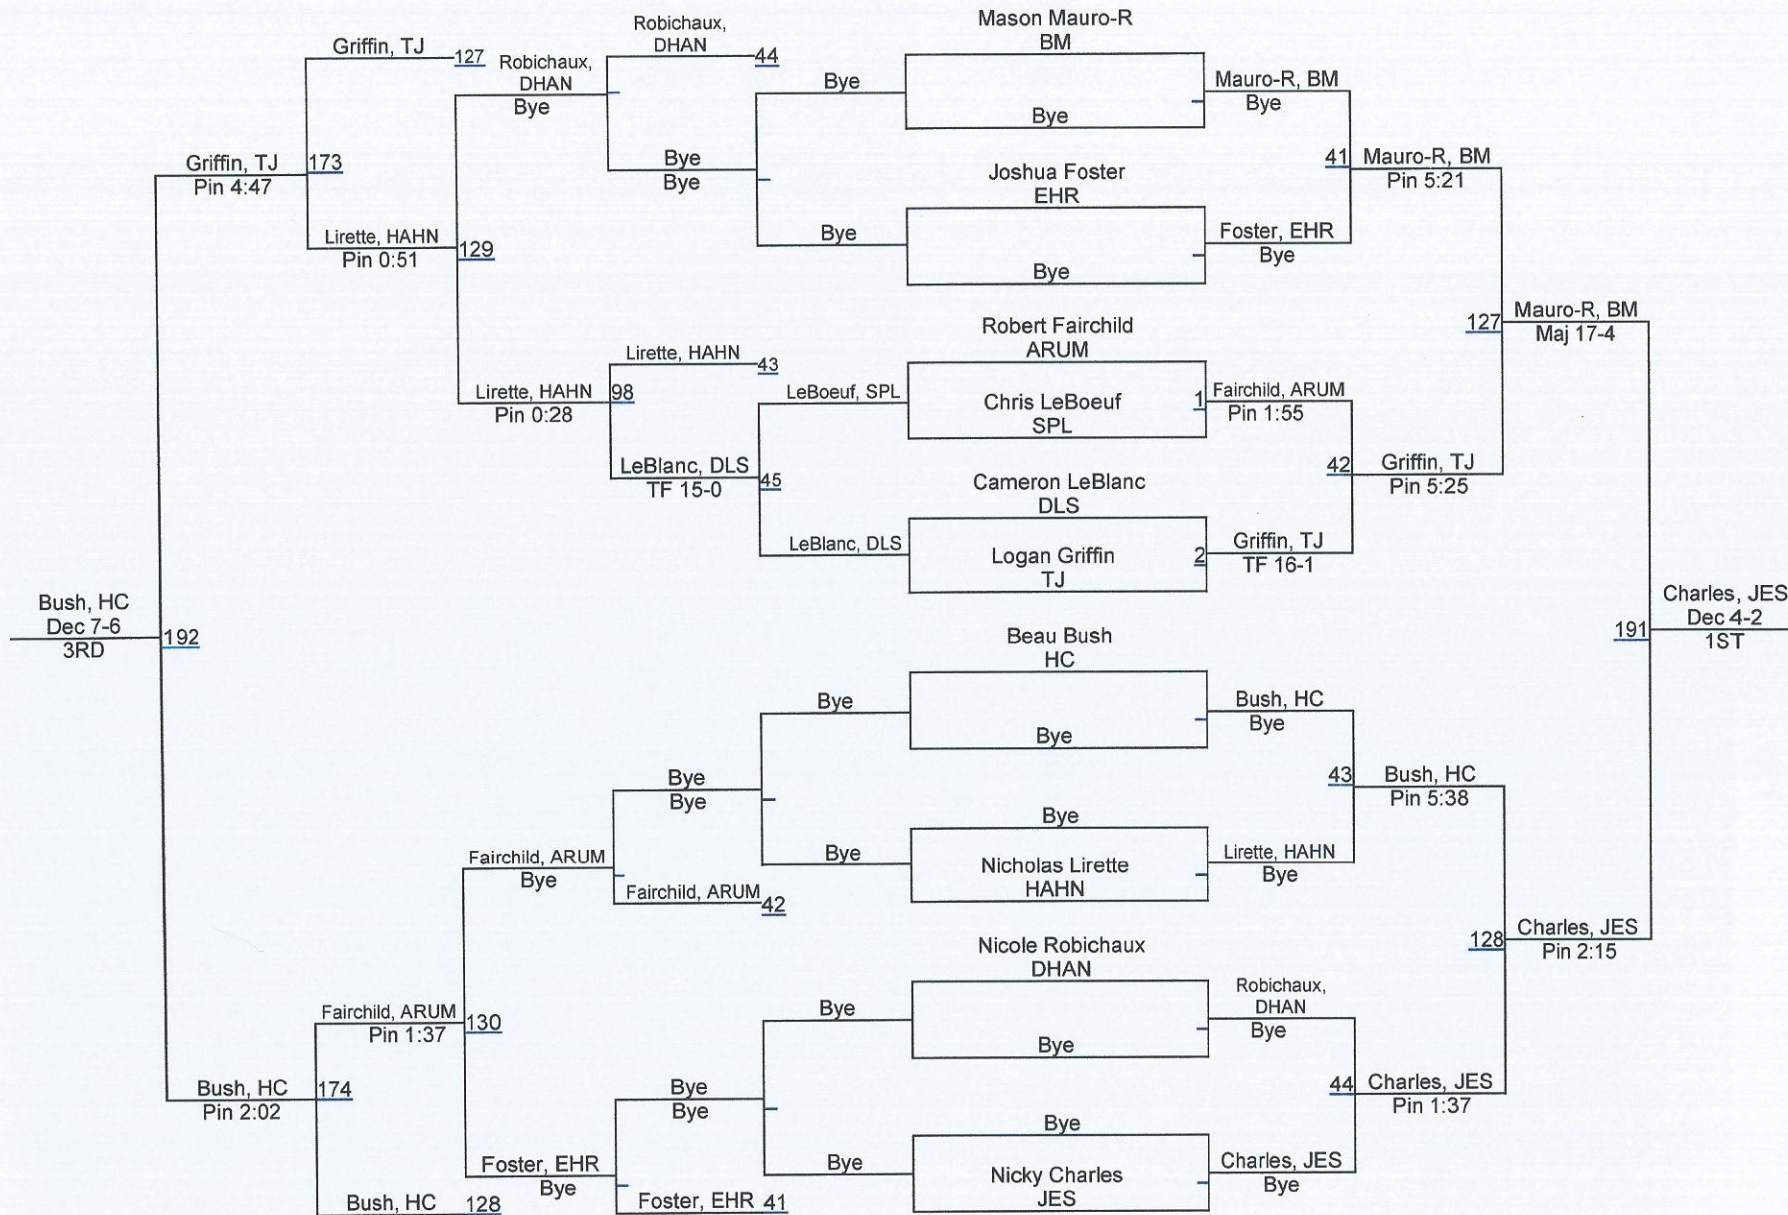 Griffin, TJ
127
Robichaux,
DHAN
Bye
Robichaux,
DHAN
44
Bye
Mason Mauro-R
BM
Bye
Mauro-R, BM
Bye
Griffin, TJ
Pin 4:47
173
Bye
Bye
Joshua Foster
EHR
41
Mauro-R, BM
Pin 5:21
Lirette, HAHN
Pin 0:51
129
Bye
Bye
Foster, EHR
Bye
Robert Fairchild
ARUM
127
Mauro-R, BM
Maj 17-4
Lirette, HAHN
43
Lirette, HAHN
Pin 0:28
98
LeBoeuf, SPL
Chris LeBoeuf
SPL
1
Fairchild, ARUM
Pin 1:55
LeBlanc, DLS
TF 15-0
45
Cameron LeBlanc
DLS
42
Griffin, TJ
Pin 5:25
LeBlanc, DLS
Logan Griffin
TJ
2
Griffin, TJ
TF 16-1
Bush, HC
Dec 7-6
3RD
192
Beau Bush
HC
191
Charles, JES
Dec 4-2
1ST
Bye
Bye
Bush, HC
Bye
Bye
Bye
43
Bush, HC
Pin 5:38
Fairchild, ARUM
Bye
Bye
Bye
Nicholas Lirette
HAHN
Lirette, HAHN
Bye
Fairchild, ARUM
42
Nicole Robichaux
DHAN
128
Charles, JES
Pin 2:15
Fairchild, ARUM
Pin 1:37
130
Bye
Bye
Robichaux,
DHAN
Bye
Bush, HC
Pin 2:02
174
Bye
Bye
44
Charles, JES
Pin 1:37
Foster, EHR
Bye
Bye
Bye
Nicky Charles
JES
Charles, JES
Bye
Bush, HC
128
Foster, EHR
41